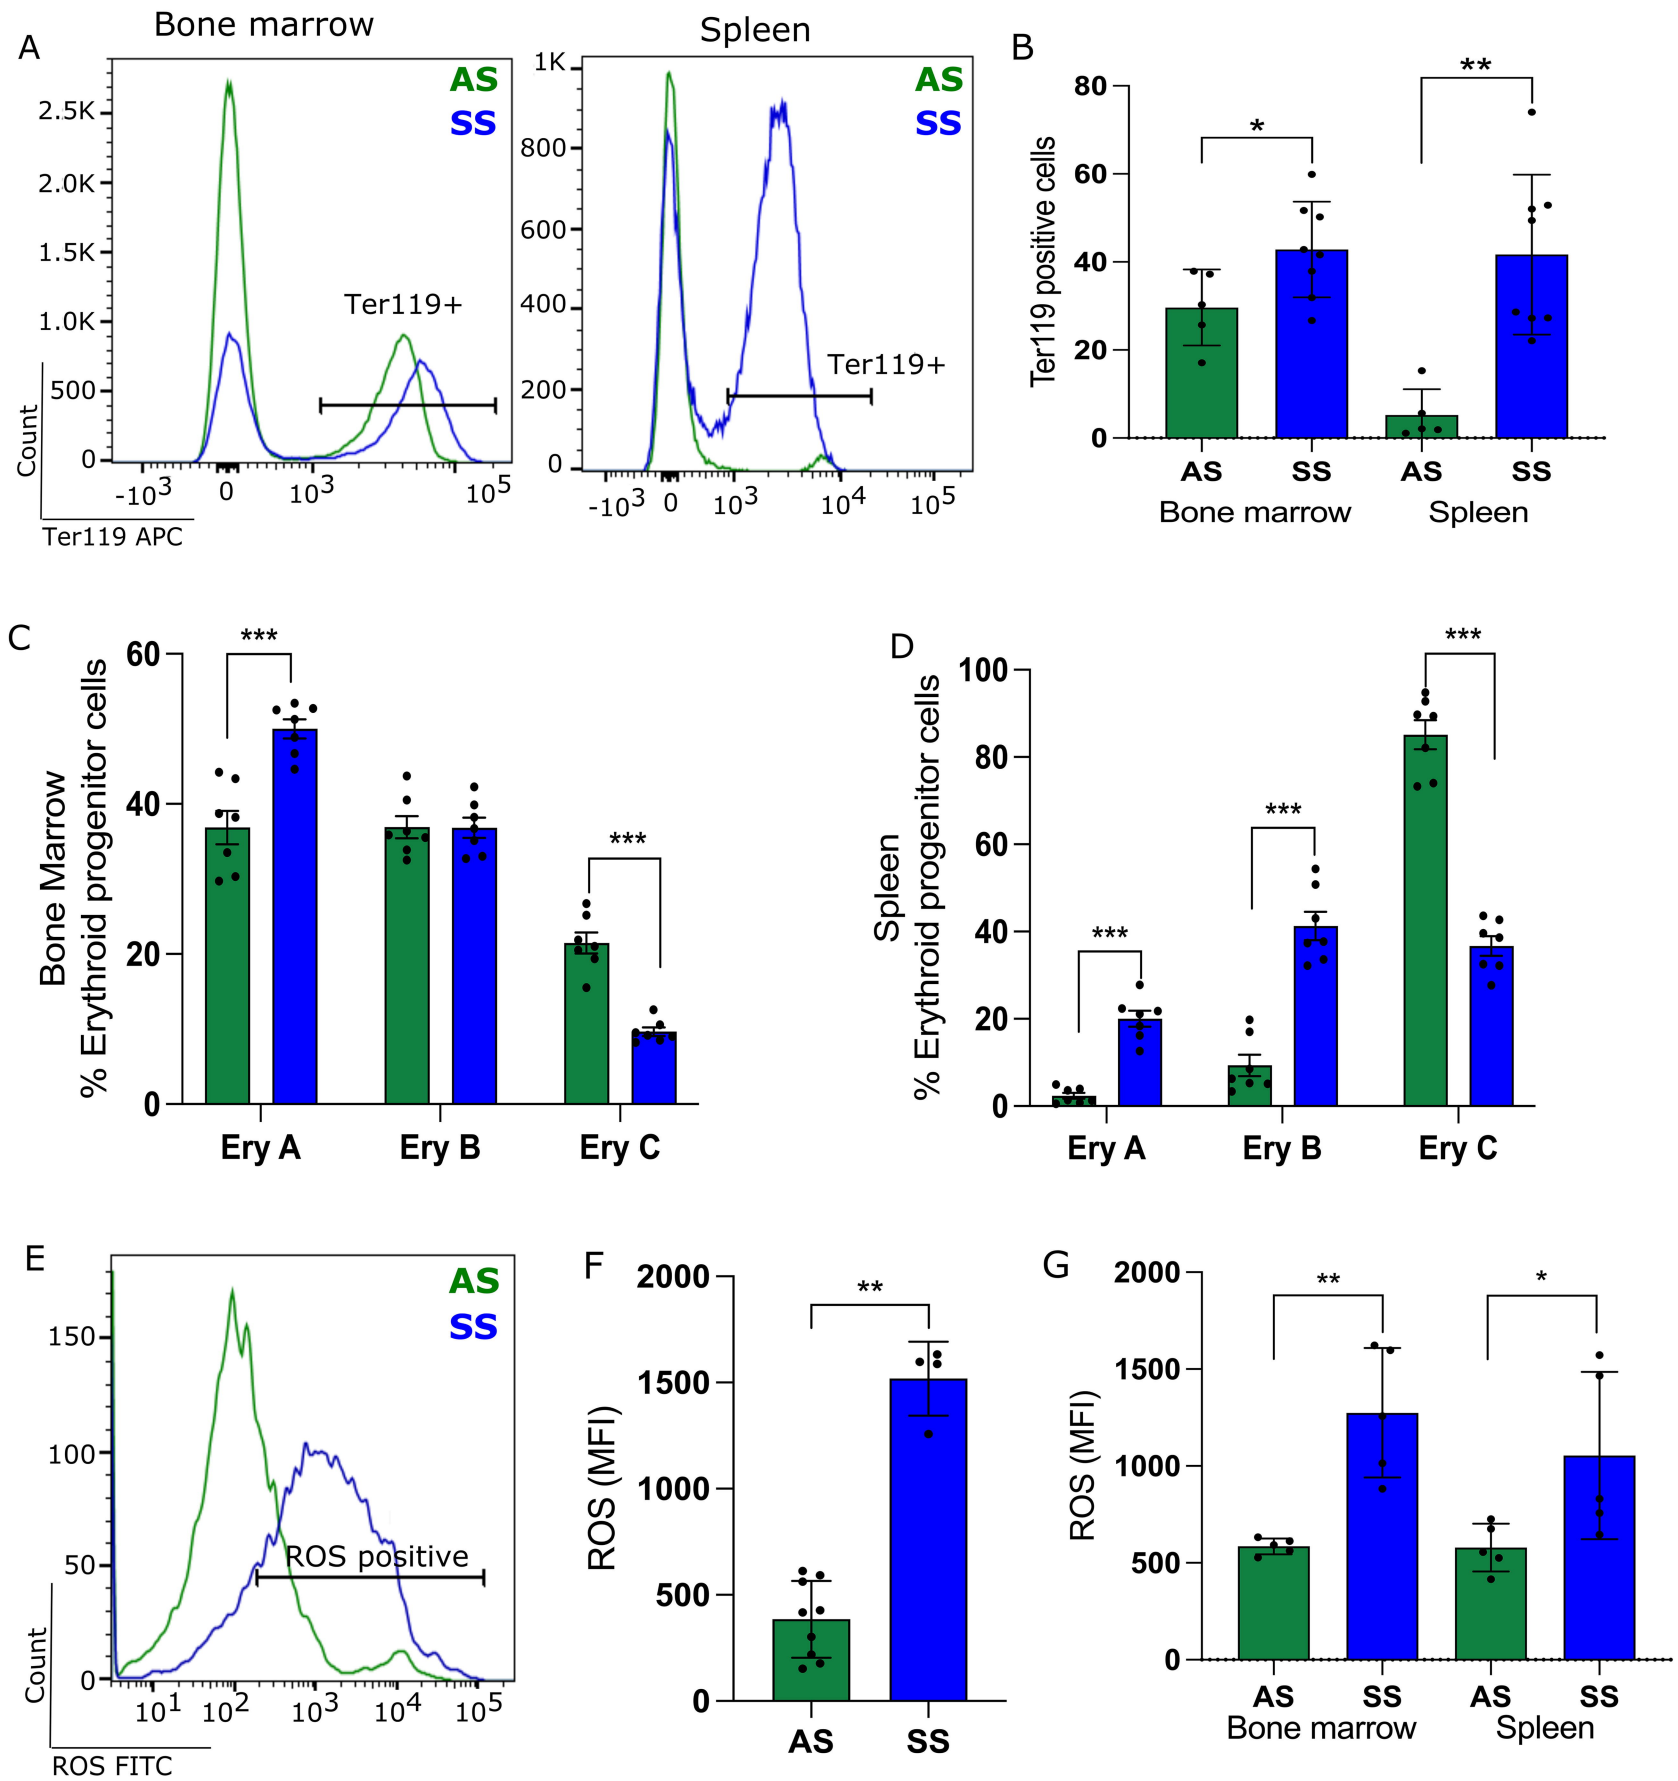 A
Bone marrow
AS
SS
2.5K
2.0K
1.5K
1.0K
500
0
Ter119+
-10³ 0 10³ 10⁵
Count
Ter119 APC
Spleen
AS
SS
1K
800
600
400
200
0
Ter119+
-10³ 0 10³ 10⁴ 10⁵
B
Ter119 positive cells
80
60
40
20
0
*
**
AS SS AS SS
Bone marrow Spleen
C
Bone Marrow
% Erythroid progenitor cells
60
40
20
0
***
***
Ery A Ery B Ery C
D
Spleen
% Erythroid progenitor cells
100
80
60
40
20
0
***
***
***
Ery A Ery B Ery C
E
AS
SS
150
100
50
0
ROS positive
10¹ 10² 10³ 10⁴ 10⁵
Count
ROS FITC
F
ROS (MFI)
2000
1500
1000
500
0
**
AS SS
G
ROS (MFI)
2000
1500
1000
500
0
**
*
AS SS AS SS
Bone marrow Spleen